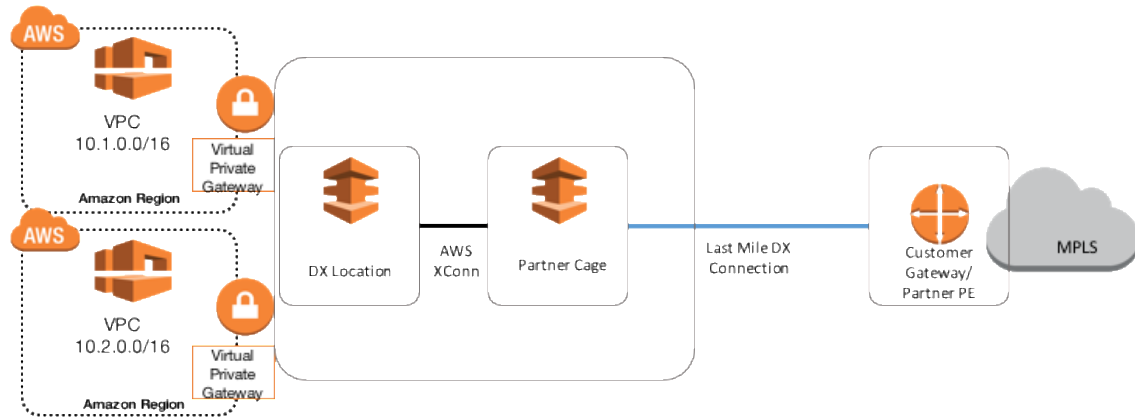 AWS
VPC
10.1.0.0/16
Virtual
Private
Gateway
Amazon Region
AWS
VPC
10.2.0.0/16
Virtual
Private
Gateway
Amazon Region
DX Location
AWS
XConn
Partner Cage
Last Mile DX
Connection
Customer
Gateway/
Partner PE
MPLS